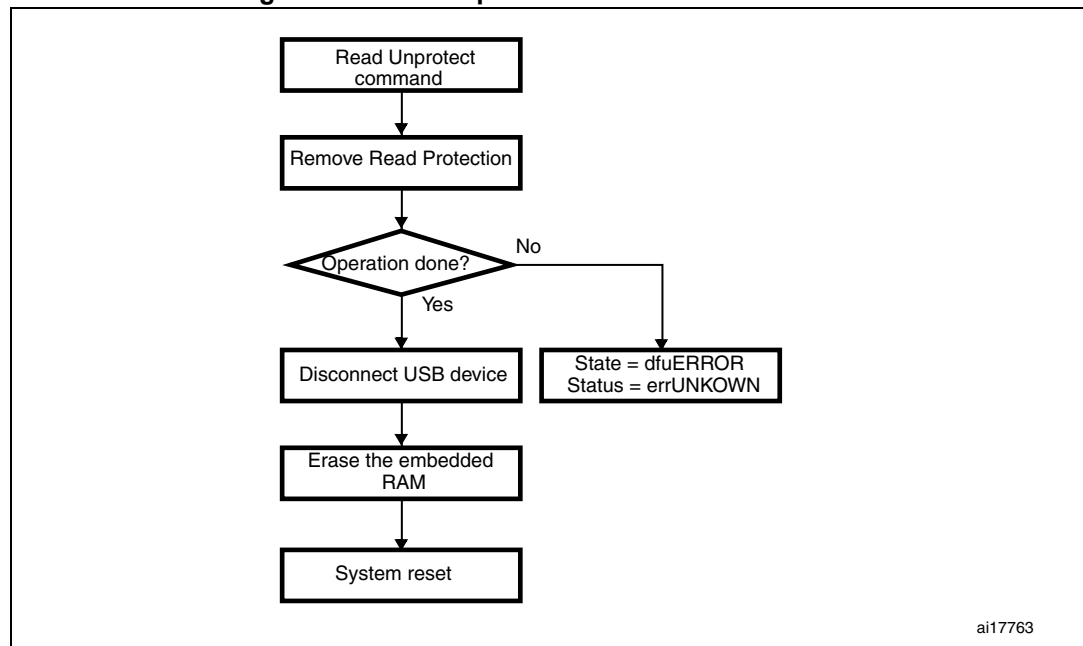 Read Unprotect
command
Remove Read Protection
Operation done?
No
Yes
Disconnect USB device
State = dfuERROR
Status = errUNKOWN
Erase the embedded
RAM
System reset
ai17763